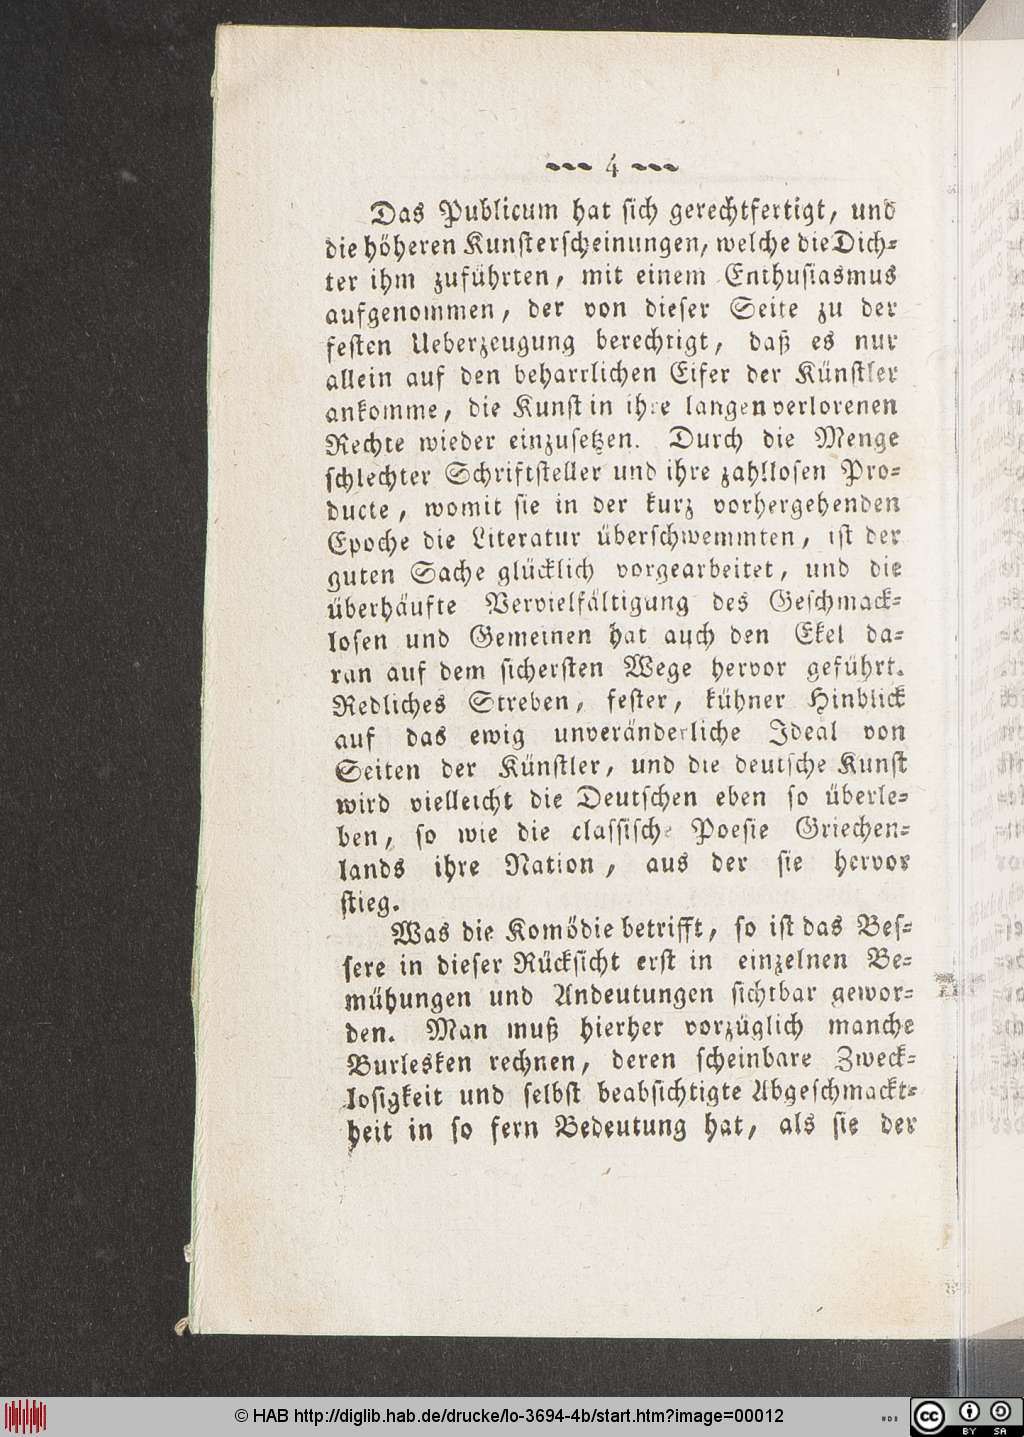 ~~~ 4 ~~~
Das Publicum hat sich gerechtfertigt, und
die höheren Kunsterscheinungen, welche die Dich=
ter ihm zuführten, mit einem Enthusiasmus
aufgenommen, der von dieser Seite zu der
festen Ueberzeugung berechtigt, daß es nur
allein auf den beharrlichen Eifer der Künstler
ankomme, die Kunst in ihre langen verlorenen
Rechte wieder einzusetzen. Durch die Menge
schlechter Schriftsteller und ihre zahllosen Pro=
ducte, womit sie in der kurz vorhergehenden
Epoche die Literatur überschwemmten, ist der
guten Sache glücklich vorgearbeitet, und die
überhäufte Vervielfältigung des Geschmack=
losen und Gemeinen hat auch den Ekel da=
ran auf dem sichersten Wege hervor geführt.
Redliches Streben, fester, kühner Hinblick
auf das ewig unveränderliche Ideal von
Seiten der Künstler, und die deutsche Kunst
wird vielleicht die Deutschen eben so überle=
ben, so wie die classische Poesie Griechen=
lands ihre Nation, aus der sie hervor
stieg.
Was die Komödie betrifft, so ist das Bes=
sere in dieser Rücksicht erst in einzelnen Be=
mühungen und Andeutungen sichtbar gewor=
den. Man muß hierher vorzüglich manche
Burlesken rechnen, deren scheinbare Zweck=
losigkeit und selbst beabsichtigte Abgeschmackt=
heit in so fern Bedeutung hat, als sie der
© HAB http://diglib.hab.de/drucke/lo-3694-4b/start.htm?image=00012
cc BY SA